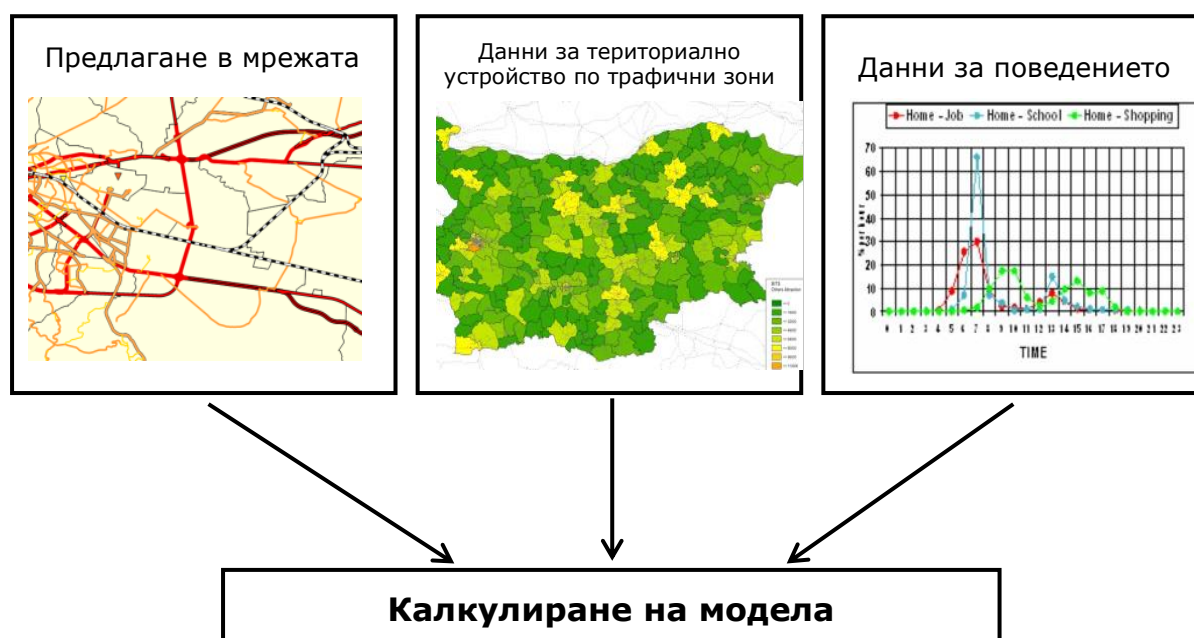 Предлагане в мрежата
Данни за териториално
устройство по трафични зони
Данни за поведението
Home - Job Home - School Home - Shopping
70
60
50
40
30
20
10
0
0 1 2 3 4 5 6 7 8 9 10 11 12 13 14 15 16 17 18 19 20 21 22 23
TIME
Калкулиране на модела